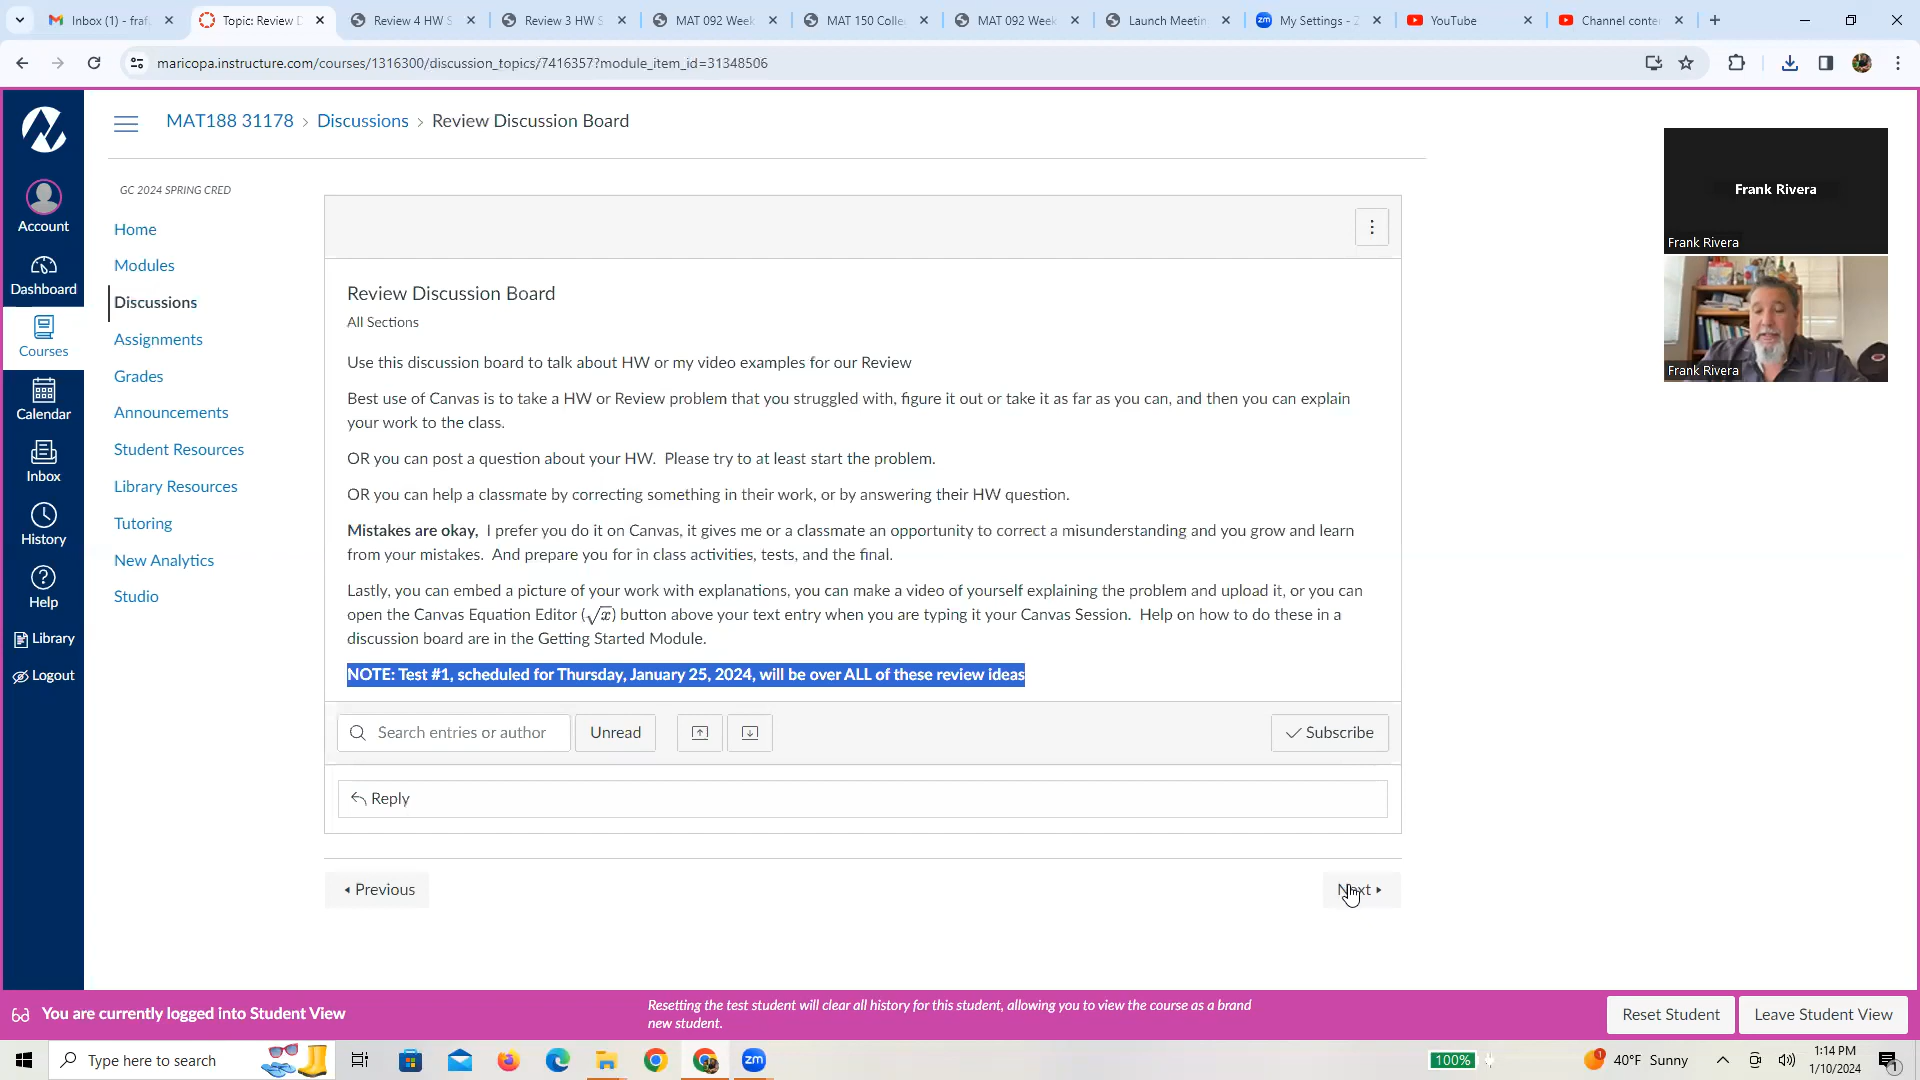 Inbox (1) - fraf
Topic: Review D
Review 4 HW S
Review 3 HW S
MAT 092 Week
MAT 150 Colle
MAT 092 Week
Launch Meetin
zm My Settings - Z
YouTube
Channel conte
maricopa.instructure.com/courses/1316300/discussion_topics/7416357?module_item_id=31348506
MAT188 31178 › Discussions › Review Discussion Board
Account
Dashboard
Courses
Calendar
Inbox
History
Help
Library
Logout
GC 2024 SPRING CRED
Home
Modules
Discussions
Assignments
Grades
Announcements
Student Resources
Library Resources
Tutoring
New Analytics
Studio
Review Discussion Board
All Sections
Use this discussion board to talk about HW or my video examples for our Review
Best use of Canvas is to take a HW or Review problem that you struggled with, figure it out or take it as far as you can, and then you can explain
your work to the class.
OR you can post a question about your HW. Please try to at least start the problem.
OR you can help a classmate by correcting something in their work, or by answering their HW question.
Mistakes are okay, I prefer you do it on Canvas, it gives me or a classmate an opportunity to correct a misunderstanding and you grow and learn
from your mistakes. And prepare you for in class activities, tests, and the final.
Lastly, you can embed a picture of your work with explanations, you can make a video of yourself explaining the problem and upload it, or you can
open the Canvas Equation Editor (√x) button above your text entry when you are typing it your Canvas Session. Help on how to do these in a
discussion board are in the Getting Started Module.
NOTE: Test #1, scheduled for Thursday, January 25, 2024, will be over ALL of these review ideas
Search entries or author
Unread
Subscribe
Reply
Previous
Next
Frank Rivera
Frank Rivera
Frank Rivera
You are currently logged into Student View
Resetting the test student will clear all history for this student, allowing you to view the course as a brand
new student.
Reset Student
Leave Student View
Type here to search
zm
100%
1
40°F Sunny
1:14 PM
1/10/2024
1